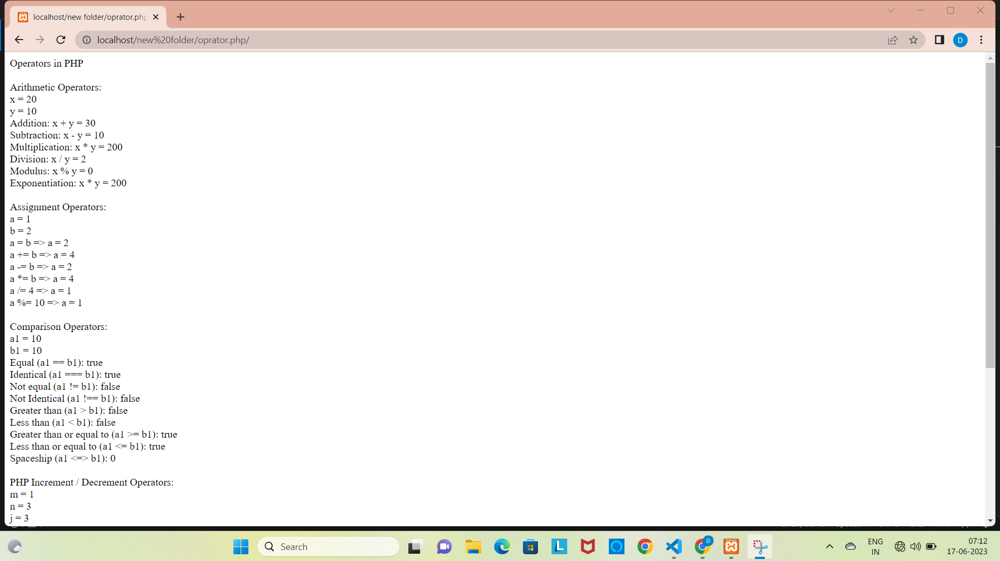 localhost/new folder/oprator.php
localhost/new%20folder/oprator.php/
D
Operators in PHP
Arithmetic Operators:
x = 20
y = 10
Addition: x + y = 30
Subtraction: x - y = 10
Multiplication: x * y = 200
Division: x / y = 2
Modulus: x % y = 0
Exponentiation: x * y = 200
Assignment Operators:
a = 1
b = 2
a = b => a = 2
a += b => a = 4
a -= b => a = 2
a *= b => a = 4
a /= 4 => a = 1
a %= 10 => a = 1
Comparison Operators:
a1 = 10
b1 = 10
Equal (a1 == b1): true
Identical (a1 === b1): true
Not equal (a1 != b1): false
Not Identical (a1 !== b1): false
Greater than (a1 > b1): false
Less than (a1 < b1): false
Greater than or equal to (a1 >= b1): true
Less than or equal to (a1 <= b1): true
Spaceship (a1 <=> b1): 0
PHP Increment / Decrement Operators:
m = 1
n = 3
j = 3
Search
L
D
ENG
IN
07:12
17-06-2023